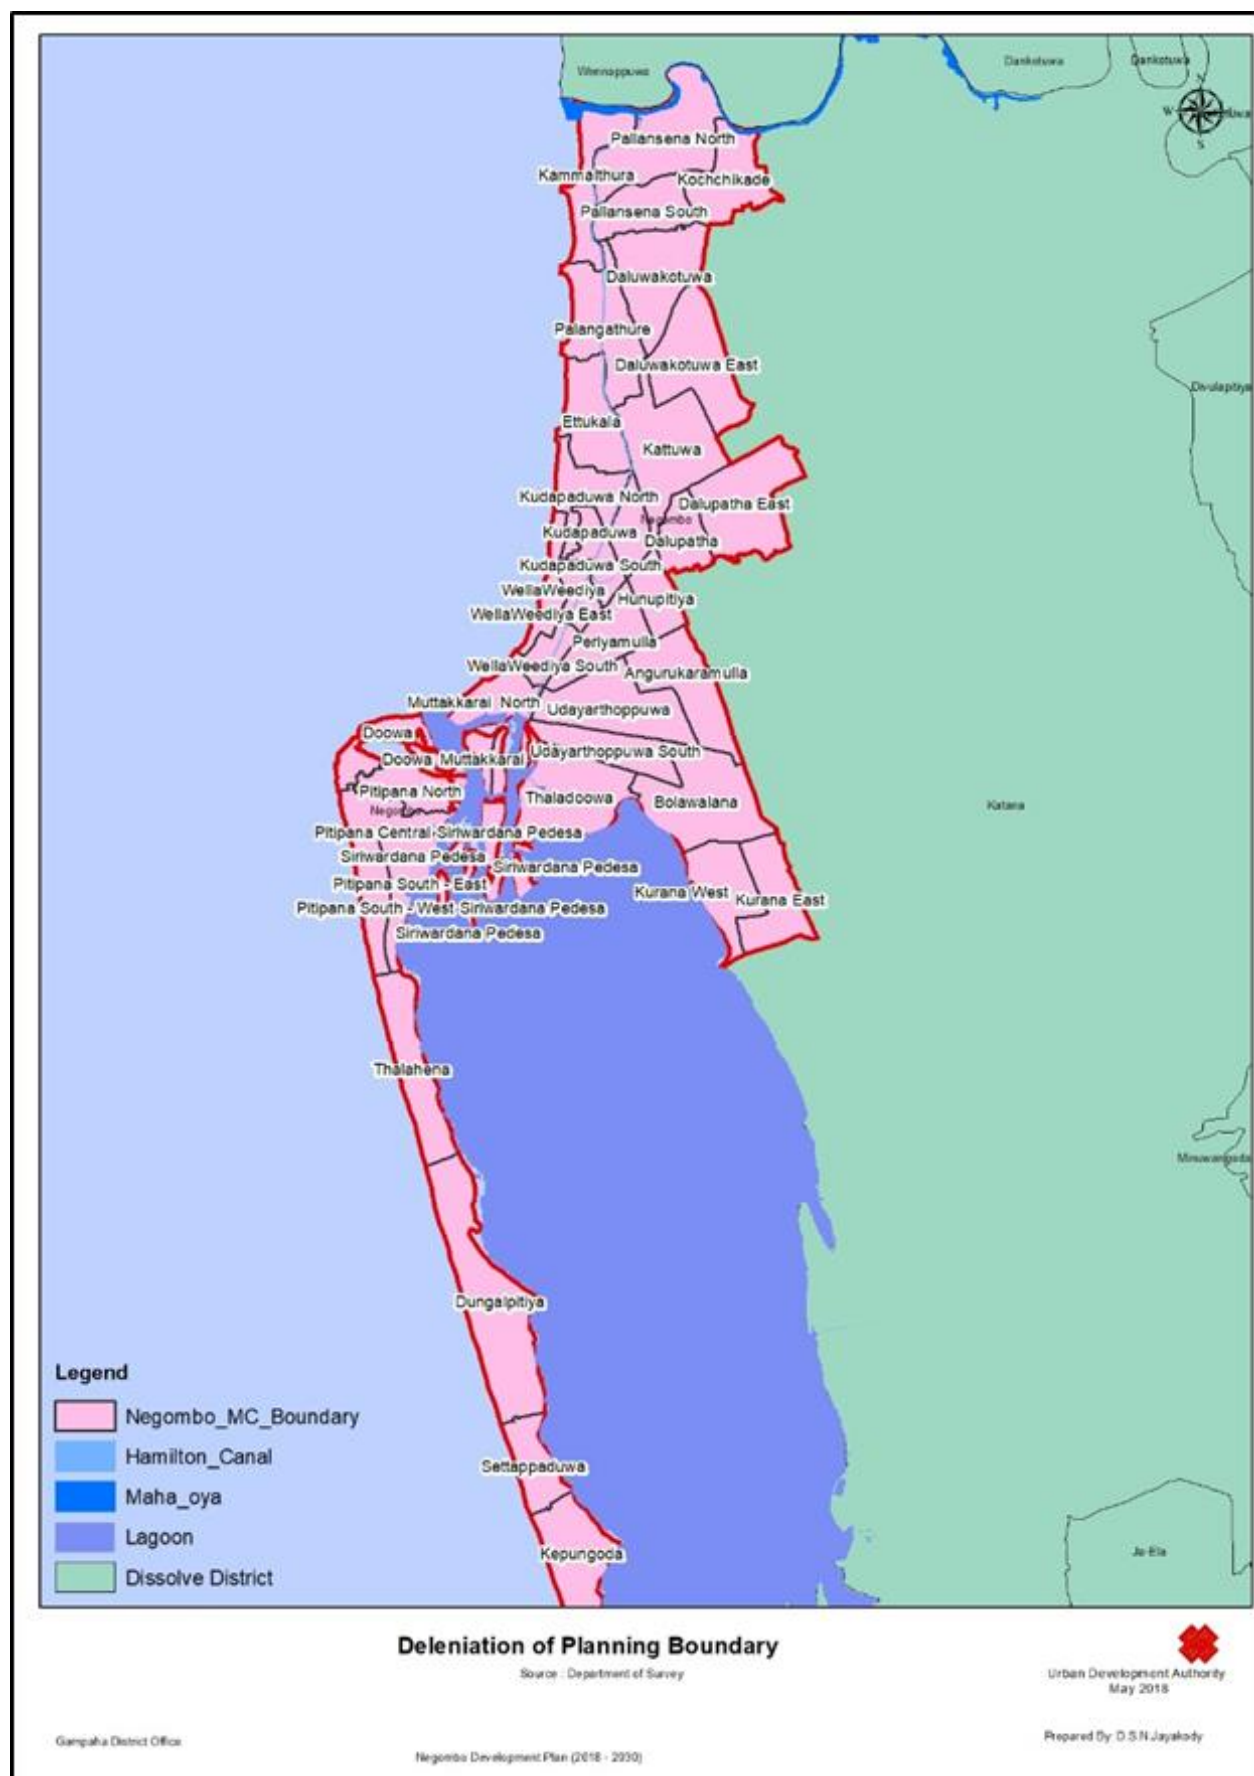 Wennappuwa
Dankotuwa
Dankotuwa
N
W
S
Pallansena North
Kammalthura
Kochchikade
Pallansena South
Daluwakotuwa
Palangathure
Daluwakotuwa East
Divulapitiya
Ettukala
Kattuwa
Kudapaduwa North
Dalupatha East
Negombo
Kudapaduwa
Dalupatha
Kudapaduwa South
WellaWeediya
Hunupitiya
WellaWeediya East
Periyamulla
WellaWeediya South
Angurukaramulla
Muttakkarai North
Udayarthoppuwa
Doowa
Udayarthoppuwa South
Doowa
Muttakkarai
Pitipana North
Thaladoowa
Bolawalana
Katana
Negombo
Pitipana Central
Siriwardana Pedesa
Siriwardana Pedesa
Siriwardana Pedesa
Pitipana South - East
Kurana West
Kurana East
Pitipana South - West
Siriwardana Pedesa
Siriwardana Pedesa
Thalahena
Minuwangoda
Dungalpitiya
Settappaduwa
Kepungoda
Ja-Ela
Legend
Negombo_MC_Boundary
Hamilton_Canal
Maha_oya
Lagoon
Dissolve District
Deleniation of Planning Boundary
Source : Department of Survey
Urban Development Authority
May 2018
Gampaha District Office
Prepared By: D.S.N.Jayakody
Negombo Development Plan (2018 - 2030)